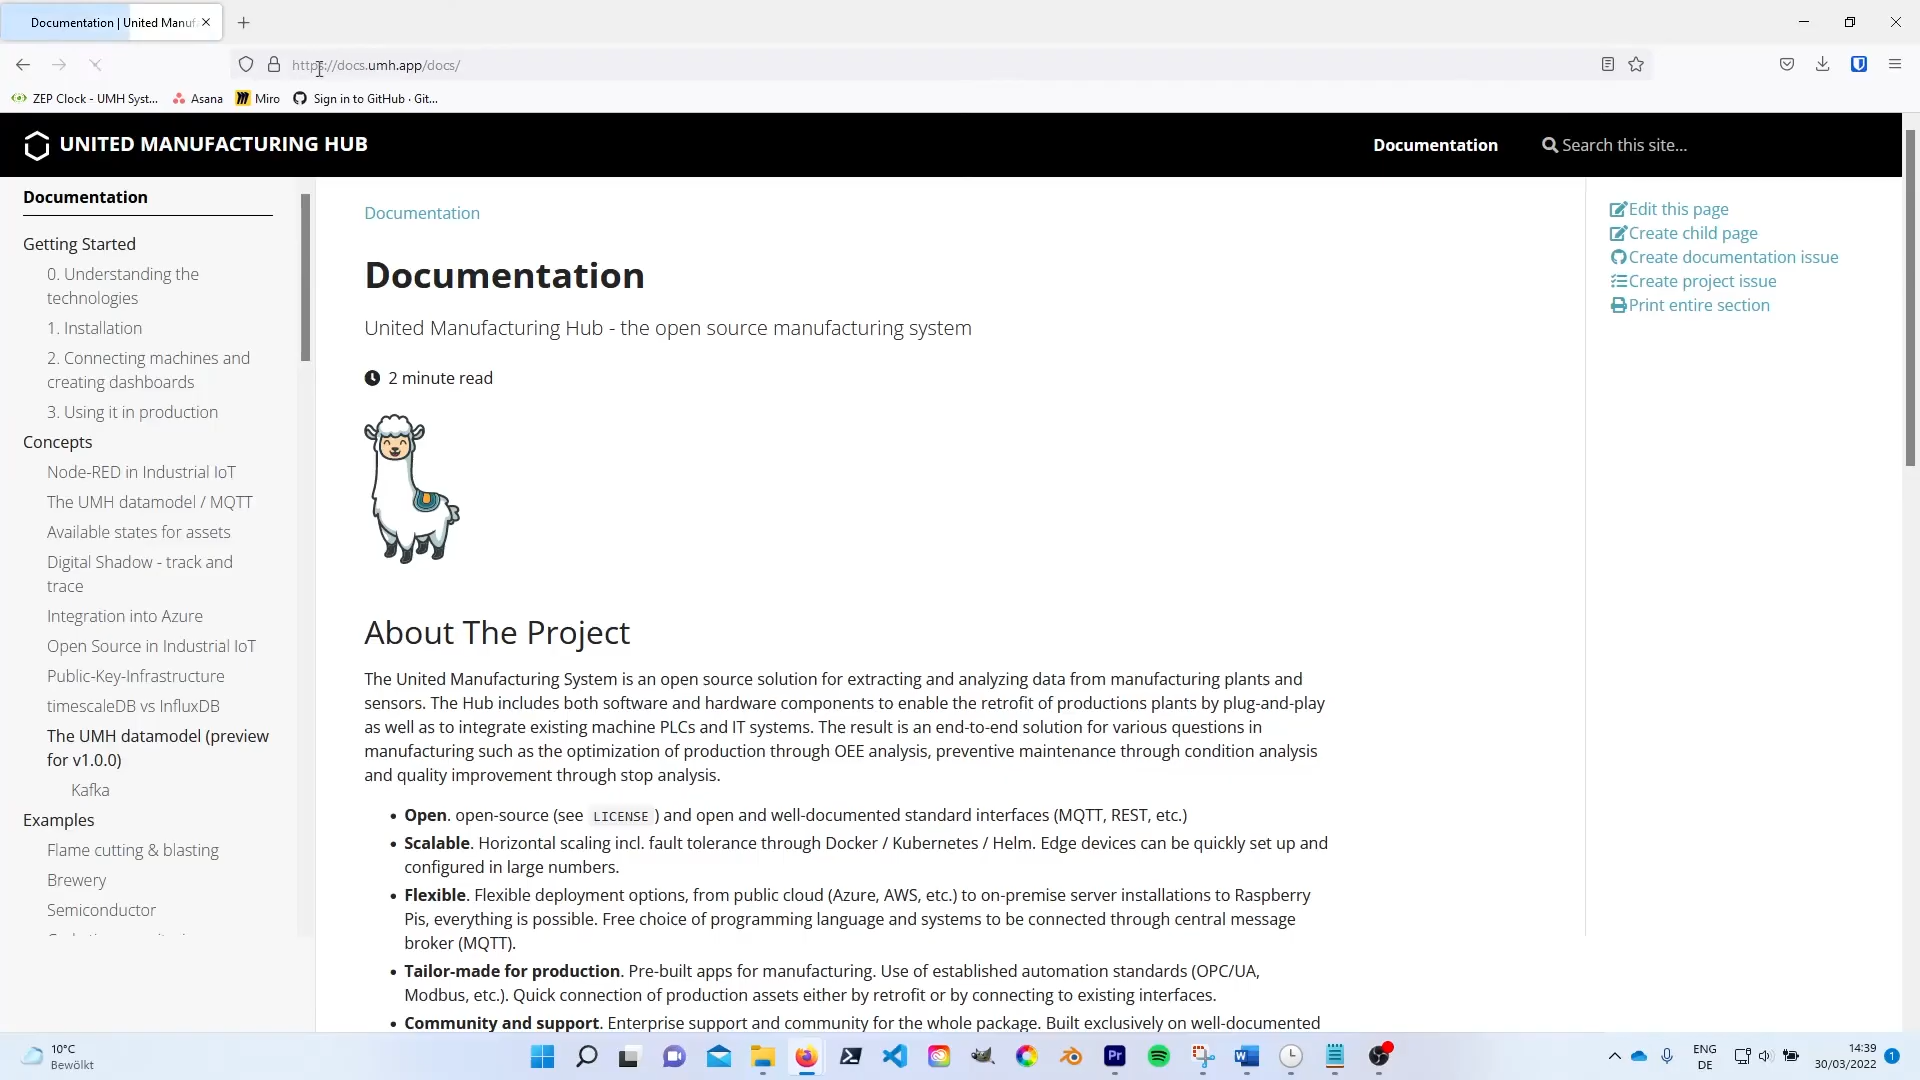 Documentation | United Manuf
https://docs.umh.app/docs/
ZEP Clock - UMH Syst...
Asana
Miro
Sign in to GitHub · Git...
UNITED MANUFACTURING HUB
Documentation
Search this site...
Documentation
Getting Started
0. Understanding the
technologies
1. Installation
2. Connecting machines and
creating dashboards
3. Using it in production
Concepts
Node-RED in Industrial IoT
The UMH datamodel / MQTT
Available states for assets
Digital Shadow - track and
trace
Integration into Azure
Open Source in Industrial IoT
Public-Key-Infrastructure
timescaleDB vs InfluxDB
The UMH datamodel (preview
for v1.0.0)
Kafka
Examples
Flame cutting & blasting
Brewery
Semiconductor
Documentation
Documentation
United Manufacturing Hub - the open source manufacturing system
2 minute read
About The Project
The United Manufacturing System is an open source solution for extracting and analyzing data from manufacturing plants and
sensors. The Hub includes both software and hardware components to enable the retrofit of productions plants by plug-and-play
as well as to integrate existing machine PLCs and IT systems. The result is an end-to-end solution for various questions in
manufacturing such as the optimization of production through OEE analysis, preventive maintenance through condition analysis
and quality improvement through stop analysis.
• Open. open-source (see LICENSE) and open and well-documented standard interfaces (MQTT, REST, etc.)
• Scalable. Horizontal scaling incl. fault tolerance through Docker / Kubernetes / Helm. Edge devices can be quickly set up and
configured in large numbers.
• Flexible. Flexible deployment options, from public cloud (Azure, AWS, etc.) to on-premise server installations to Raspberry
Pis, everything is possible. Free choice of programming language and systems to be connected through central message
broker (MQTT).
• Tailor-made for production. Pre-built apps for manufacturing. Use of established automation standards (OPC/UA,
Modbus, etc.). Quick connection of production assets either by retrofit or by connecting to existing interfaces.
• Community and support. Enterprise support and community for the whole package. Built exclusively on well-documented
Edit this page
Create child page
Create documentation issue
Create project issue
Print entire section
10°C
Bewölkt
Pr
ENG
DE
14:39
30/03/2022
1